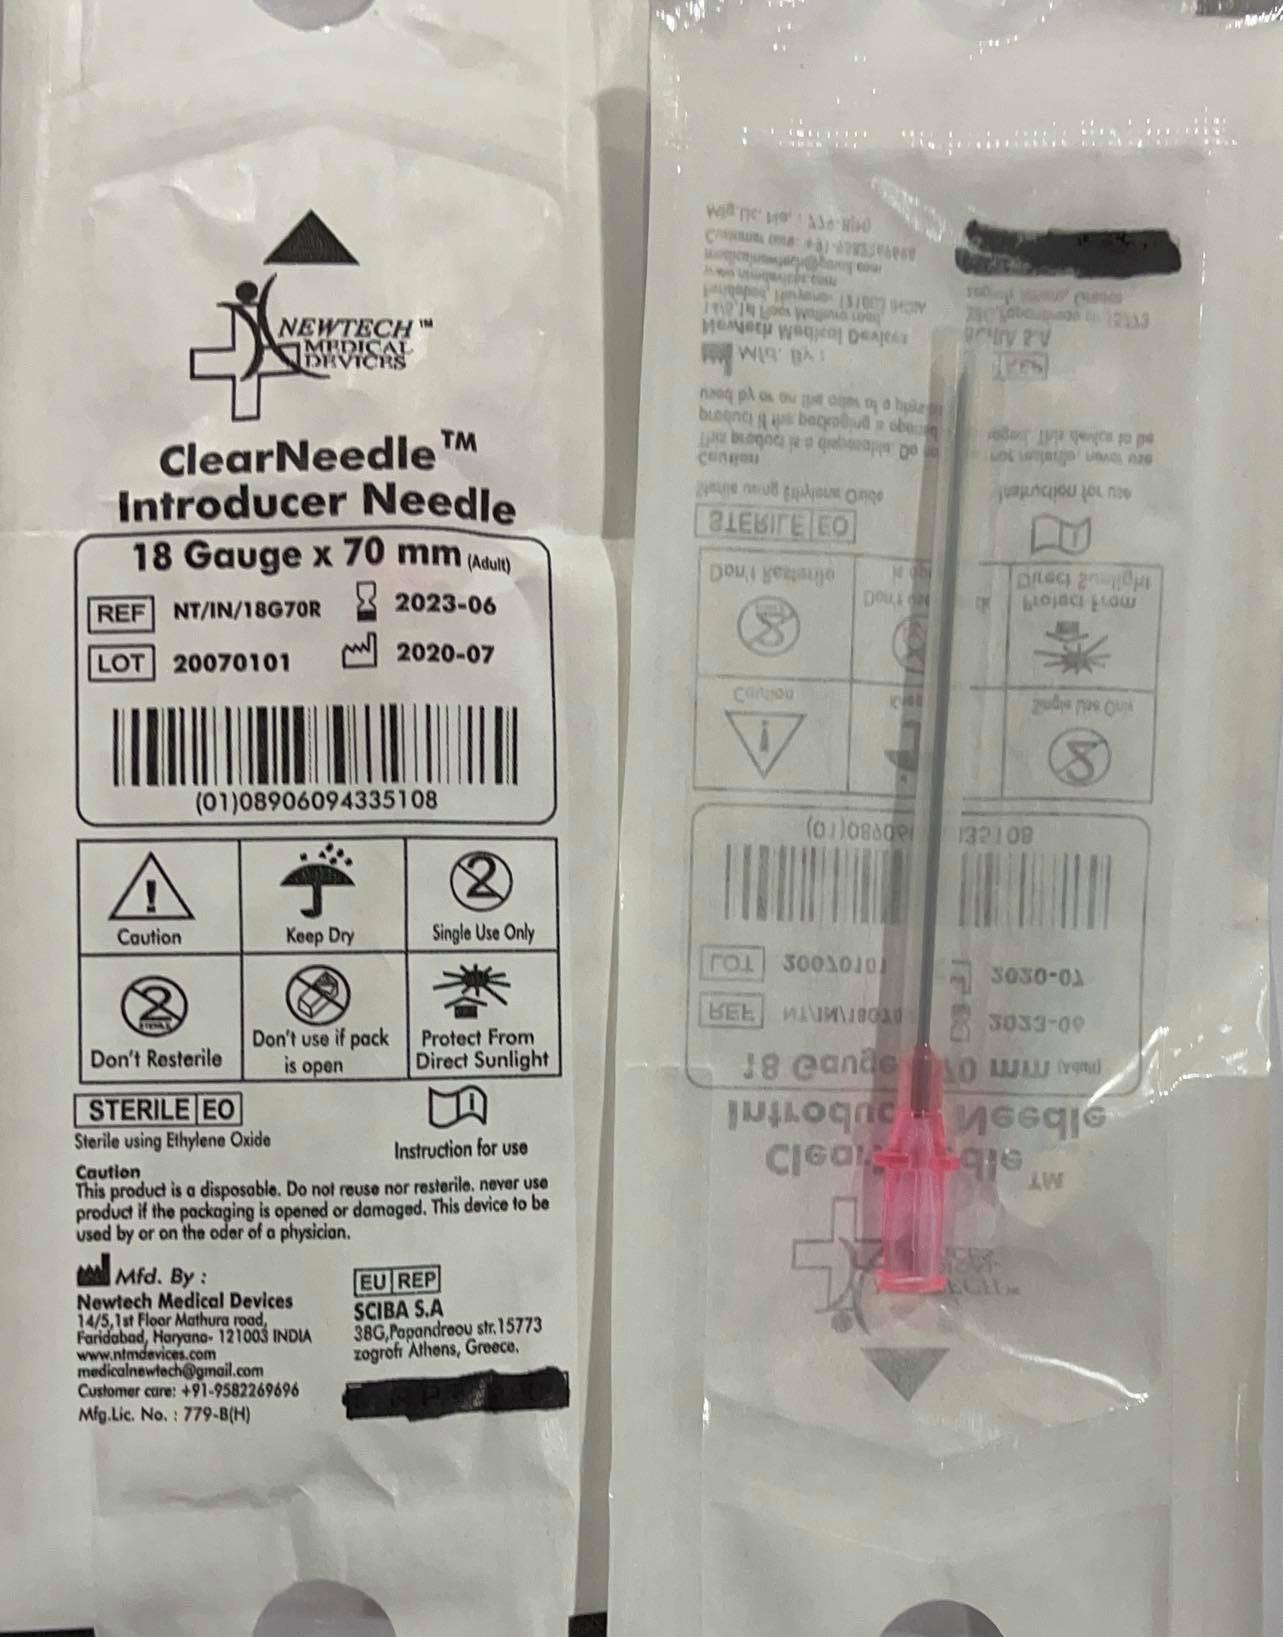 NEWTECH™
MEDICAL
DEVICES
ClearNeedle™
Introducer Needle
18 Gauge x 70 mm (Adult)
REF NT/IN/18G70R 2023-06
LOT 20070101 2020-07
(01)08906094335108
Caution
Keep Dry
Single Use Only
Don't Resterile
Don't use if pack
is open
Protect From
Direct Sunlight
STERILE EO
Sterile using Ethylene Oxide
Instruction for use
Caution
This product is a disposable. Do not reuse nor resterile. never use
product if the packaging is opened or damaged. This device to be
used by or on the oder of a physician.
Mfd. By :
Newtech Medical Devices
14/5,1st Floor Mathura road,
Faridabad, Haryana- 121003 INDIA
www.ntmdevices.com
medicalnewtech@gmail.com
Customer care: +91-9582269696
Mfg.Lic. No. : 779-B(H)
EU REP
SCIBA S.A
38G,Papandreou str.15773
zogrofr Athens, Greece.